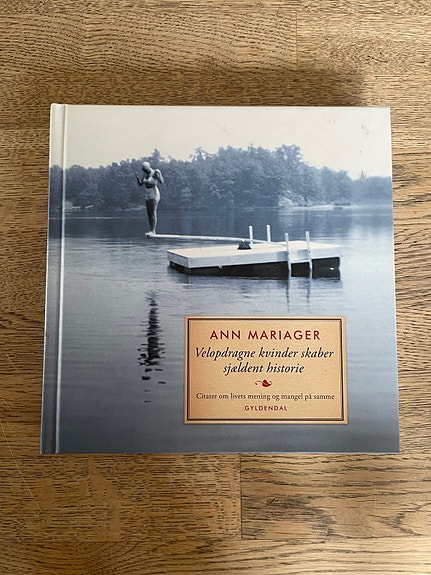 ANN MARIAGER
Velopdragne kvinder skaber
sjældent historie
Citater om livets mening og mangel på samme
GYLDENDAL